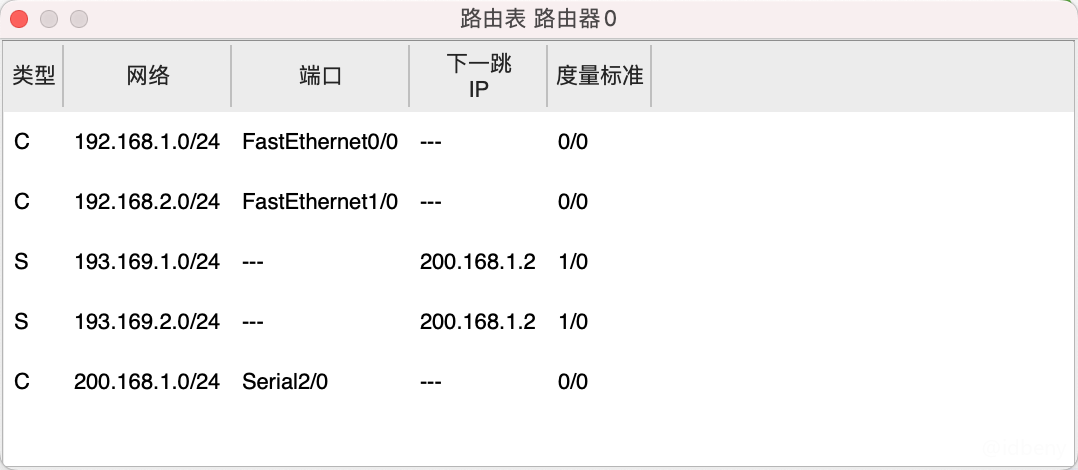 路由表 路由器0
类型 网络 端口 下一跳 IP 度量标准
C 192.168.1.0/24 FastEthernet0/0 --- 0/0
C 192.168.2.0/24 FastEthernet1/0 --- 0/0
S 193.169.1.0/24 --- 200.168.1.2 1/0
S 193.169.2.0/24 --- 200.168.1.2 1/0
C 200.168.1.0/24 Serial2/0 --- 0/0